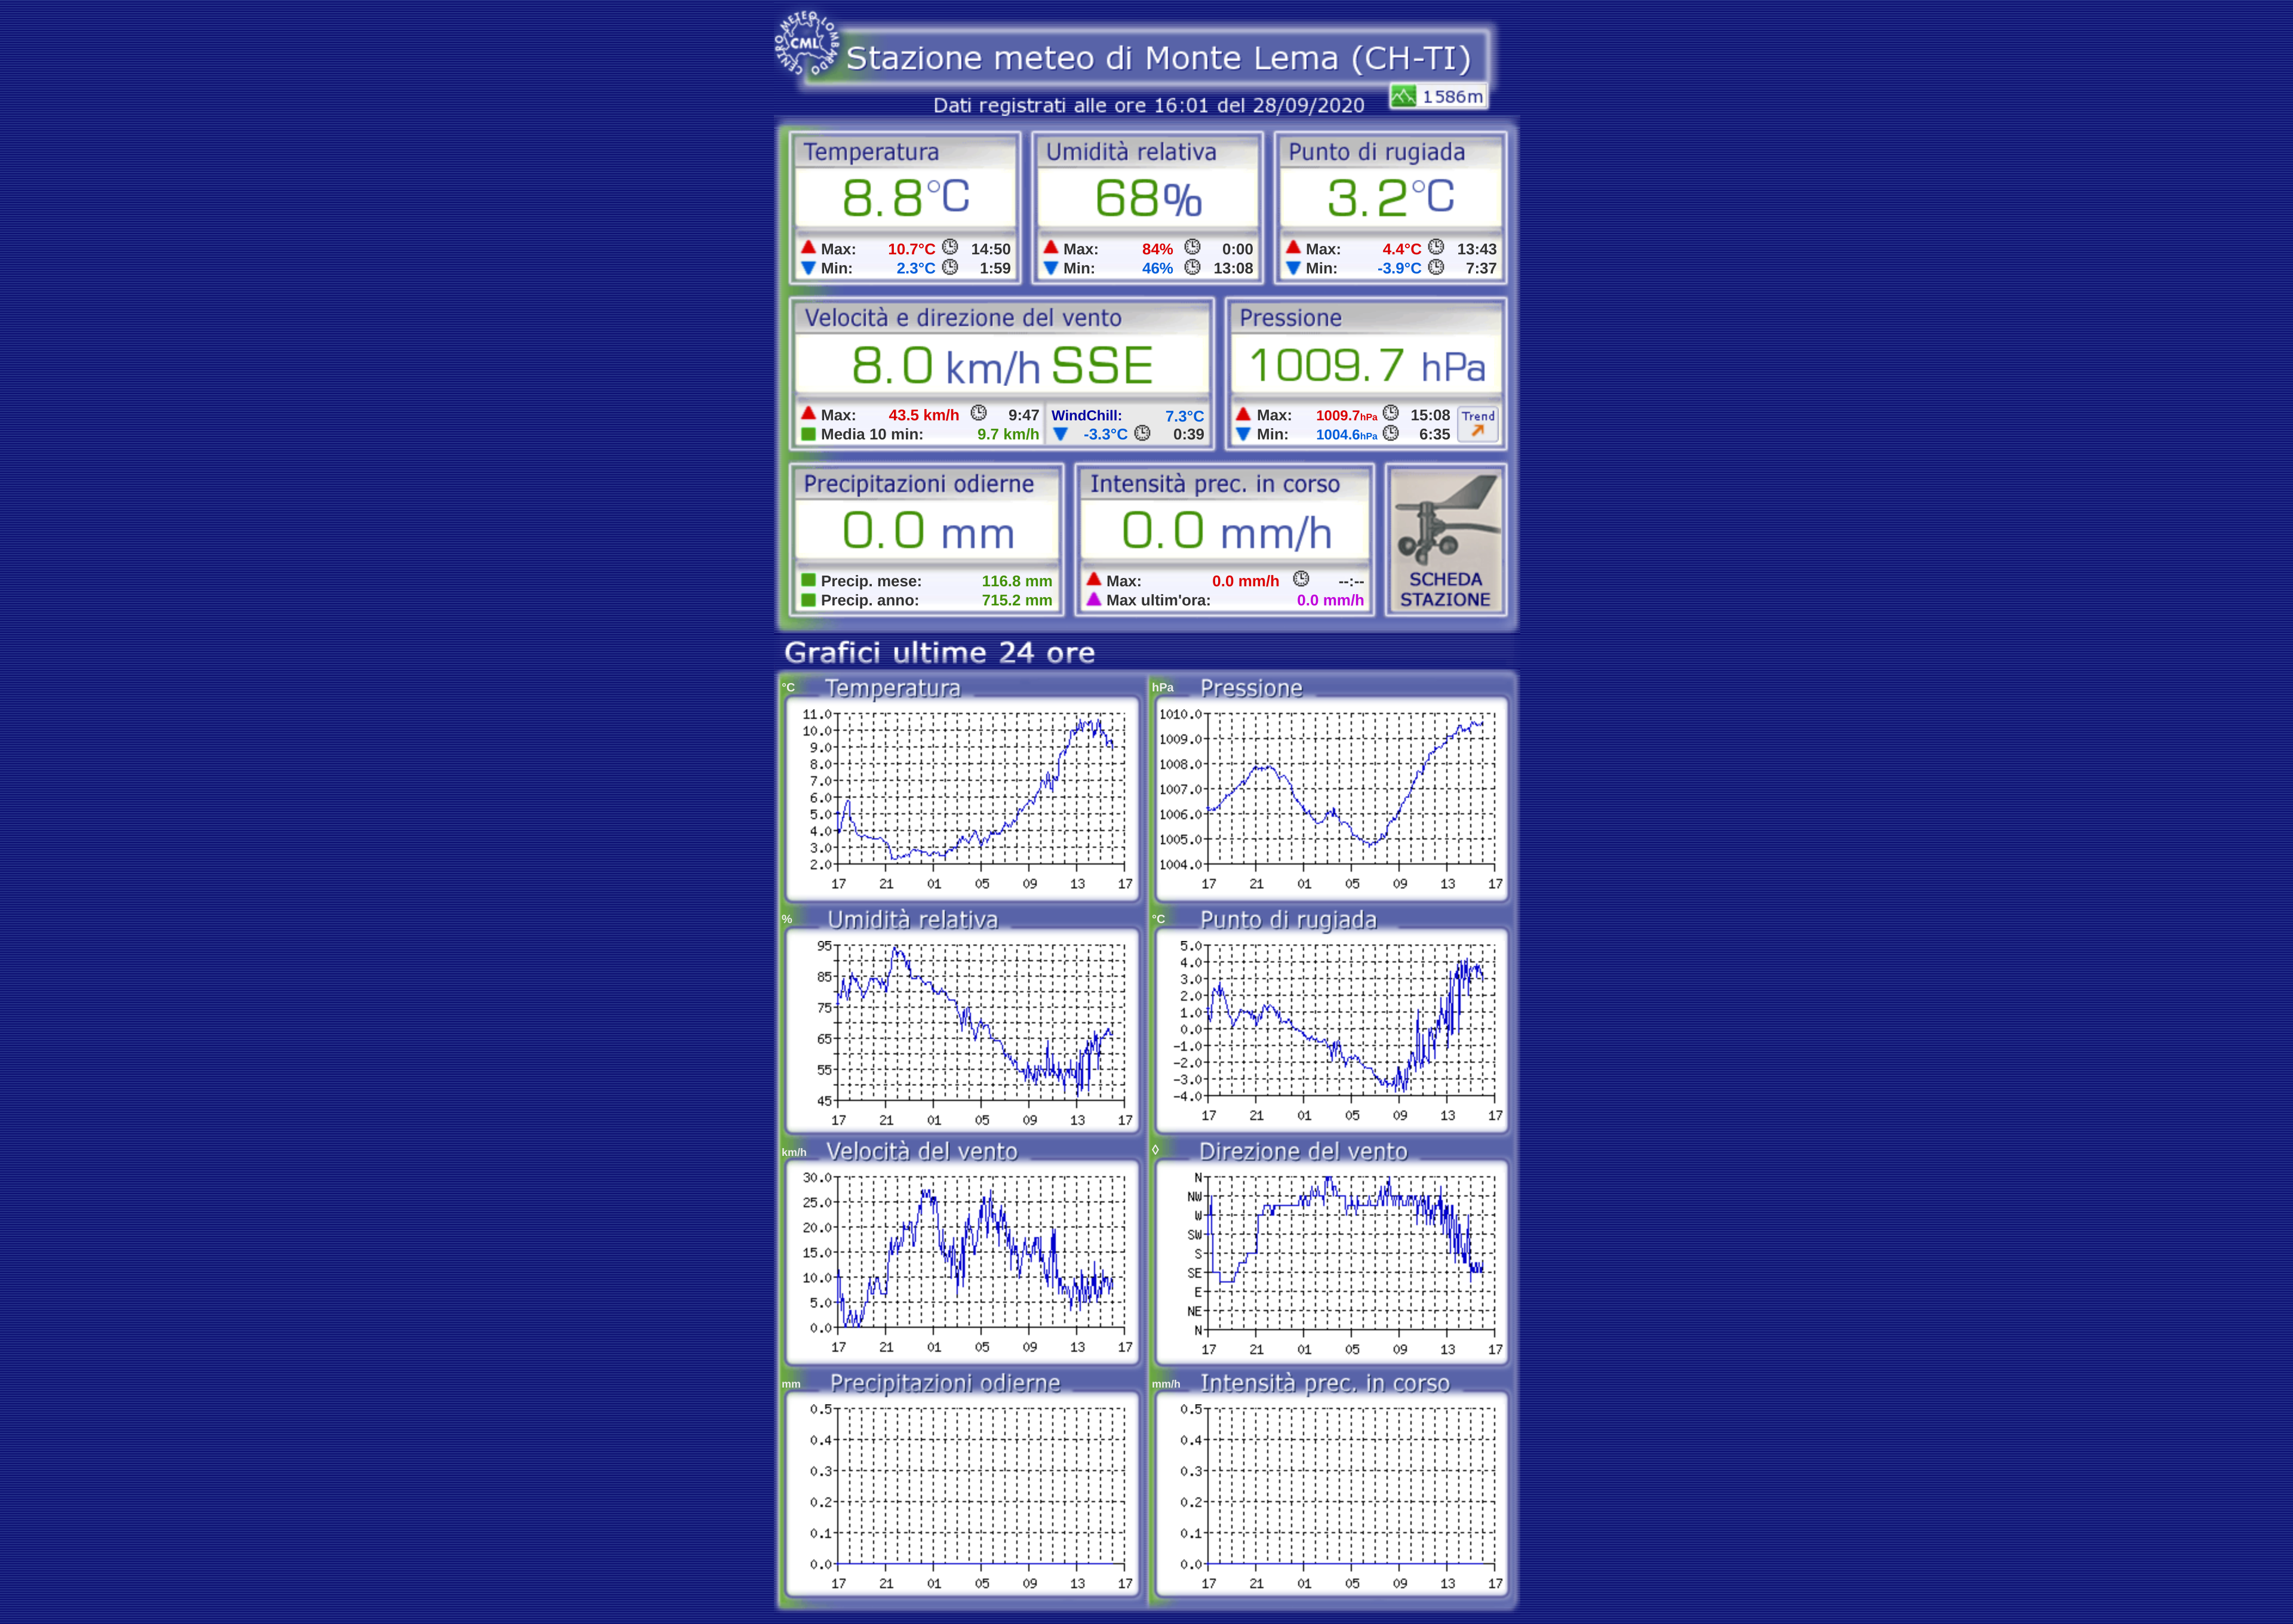 CENTRO METEO LOMBARDO
CML
Stazione meteo di Monte Lema (CH-TI)
Dati registrati alle ore 16:01 del 28/09/2020
1586m
Temperatura
8.8°C
Max: 10.7°C 14:50
Min: 2.3°C 1:59
Umidità relativa
68%
Max: 84% 0:00
Min: 46% 13:08
Punto di rugiada
3.2°C
Max: 4.4°C 13:43
Min: -3.9°C 7:37
Velocità e direzione del vento
8.0 km/h SSE
Max: 43.5 km/h 9:47
Media 10 min: 9.7 km/h
WindChill: 7.3°C
-3.3°C 0:39
Pressione
1009.7 hPa
Max: 1009.7hPa 15:08
Min: 1004.6hPa 6:35
Trend
Precipitazioni odierne
0.0 mm
Precip. mese: 116.8 mm
Precip. anno: 715.2 mm
Intensità prec. in corso
0.0 mm/h
Max: 0.0 mm/h --:--
Max ultim'ora: 0.0 mm/h
SCHEDA
STAZIONE
Grafici ultime 24 ore
°C Temperatura
11.0
10.0
9.0
8.0
7.0
6.0
5.0
4.0
3.0
2.0
17 21 01 05 09 13 17
hPa Pressione
1010.0
1009.0
1008.0
1007.0
1006.0
1005.0
1004.0
17 21 01 05 09 13 17
% Umidità relativa
95
85
75
65
55
45
17 21 01 05 09 13 17
°C Punto di rugiada
5.0
4.0
3.0
2.0
1.0
0.0
-1.0
-2.0
-3.0
-4.0
17 21 01 05 09 13 17
km/h Velocità del vento
30.0
25.0
20.0
15.0
10.0
5.0
0.0
17 21 01 05 09 13 17
◊ Direzione del vento
N
NW
W
SW
S
SE
E
NE
N
17 21 01 05 09 13 17
mm Precipitazioni odierne
0.5
0.4
0.3
0.2
0.1
0.0
17 21 01 05 09 13 17
mm/h Intensità prec. in corso
0.5
0.4
0.3
0.2
0.1
0.0
17 21 01 05 09 13 17